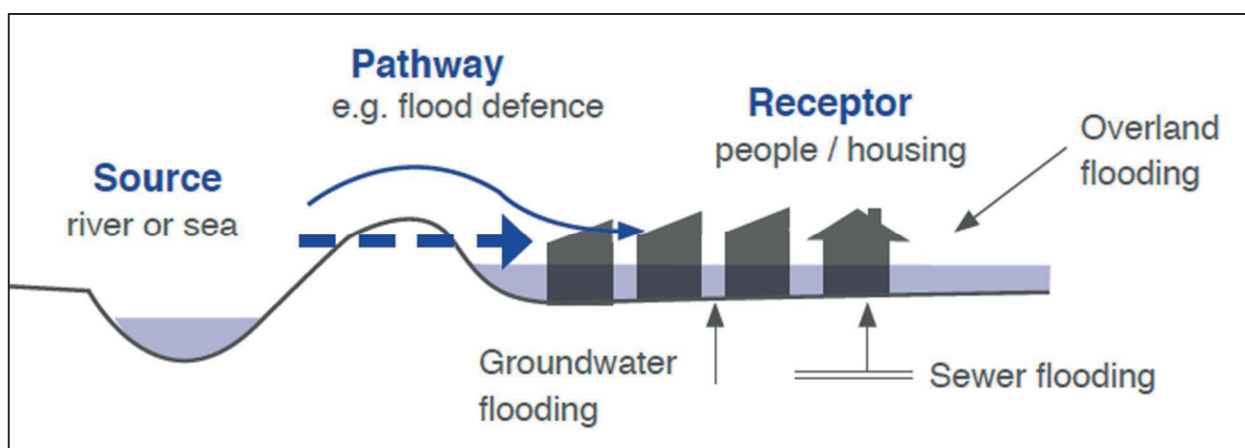 Pathway
e.g. flood defence
Receptor
people / housing
Overland
flooding
Source
river or sea
Groundwater
flooding
Sewer flooding